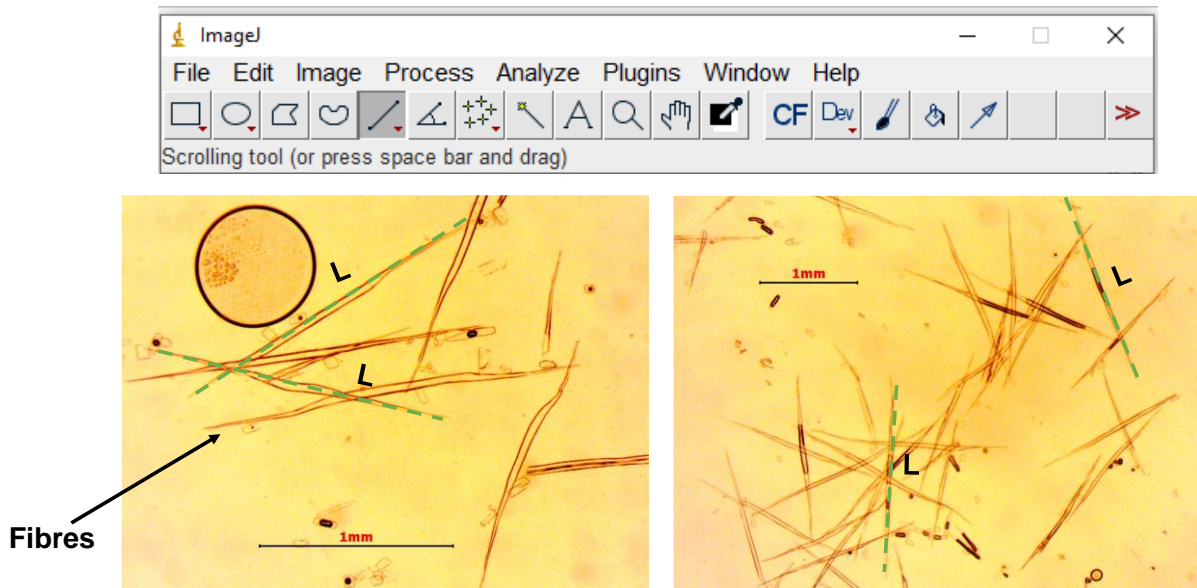 ImageJ
File Edit Image Process Analyze Plugins Window Help
A CF Dev
Scrolling tool (or press space bar and drag)
L
L
1mm
L
1mm
L
Fibres